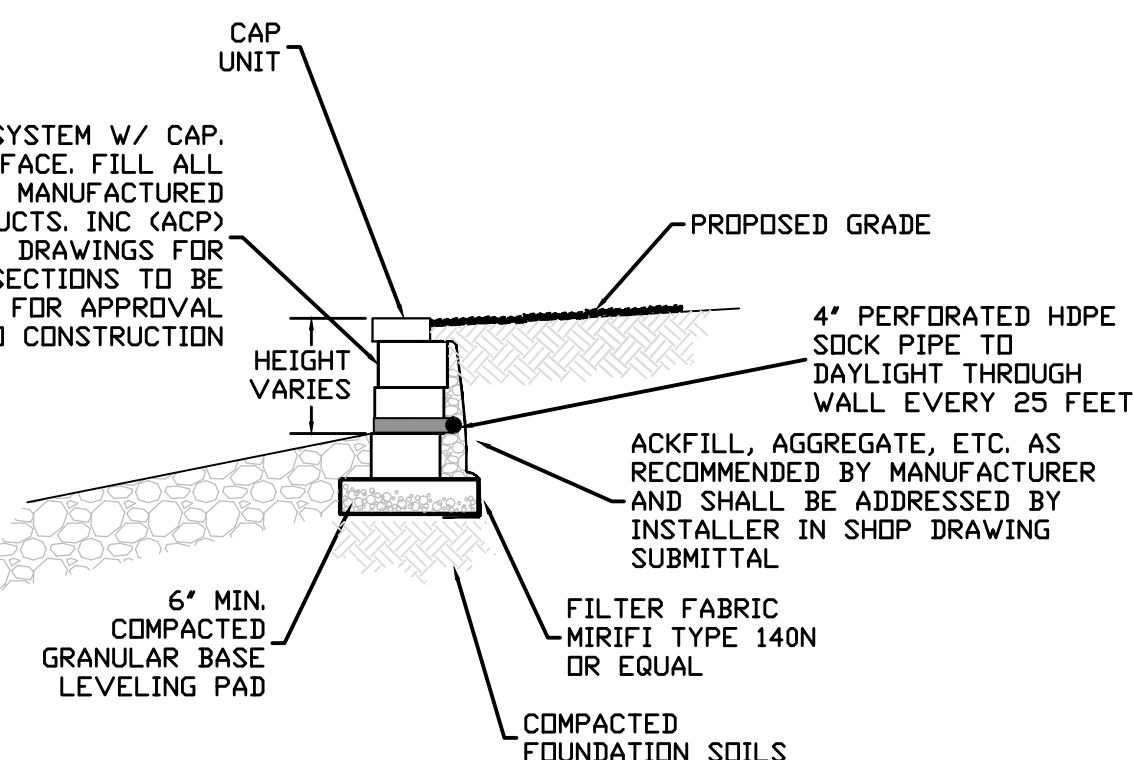 CAP
UNIT
SYSTEM W/ CAP.
FACE. FILL ALL
MANUFACTURED
UCTS, INC (ACP)
DRAWINGS FOR
SECTIONS TO BE
FOR APPROVAL
CONSTRUCTION
PROPOSED GRADE
HEIGHT
VARIES
4" PERFORATED HDPE
SOCK PIPE TO
DAYLIGHT THROUGH
WALL EVERY 25 FEET
ACKFILL, AGGREGATE, ETC. AS
RECOMMENDED BY MANUFACTURER
AND SHALL BE ADDRESSED BY
INSTALLER IN SHOP DRAWING
SUBMITTAL
6" MIN.
COMPACTED
GRANULAR BASE
LEVELING PAD
FILTER FABRIC
MIRIFI TYPE 140N
OR EQUAL
COMPACTED
FOUNDATION SOILS